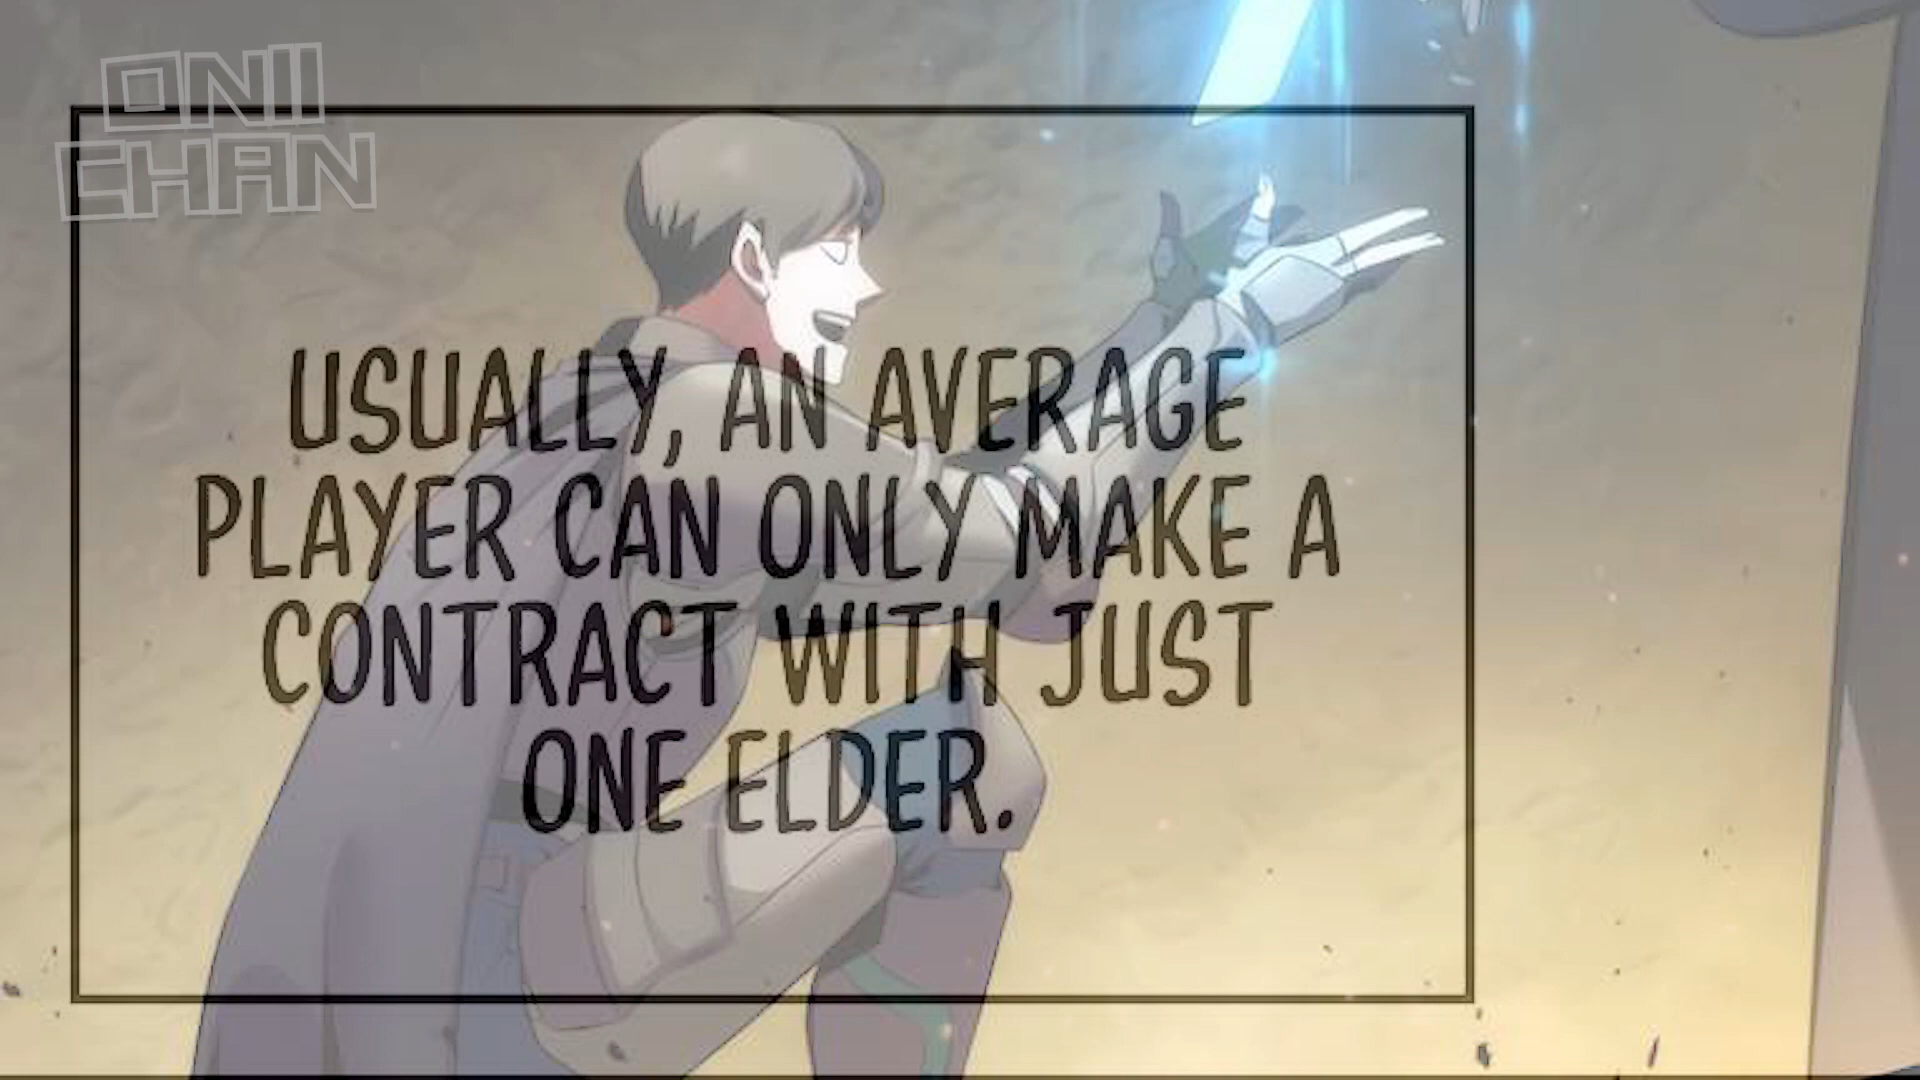 ONII
CHAN
USUALLY, AN AVERAGE
PLAYER CAN ONLY MAKE A
CONTRACT WITH JUST
ONE ELDER.